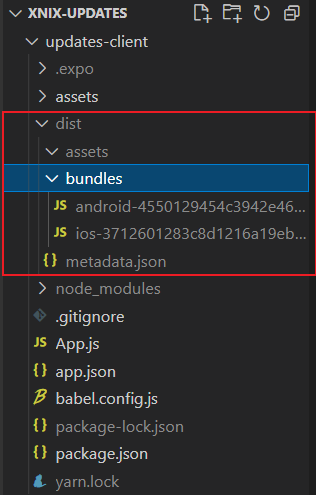 XNIX-UPDATES
updates-client
.expo
assets
dist
assets
bundles
JS android-4550129454c3942e46...
JS ios-3712601283c8d1216a19eb...
{} metadata.json
node_modules
.gitignore
JS App.js
{} app.json
B babel.config.js
{} package-lock.json
{} package.json
yarn.lock